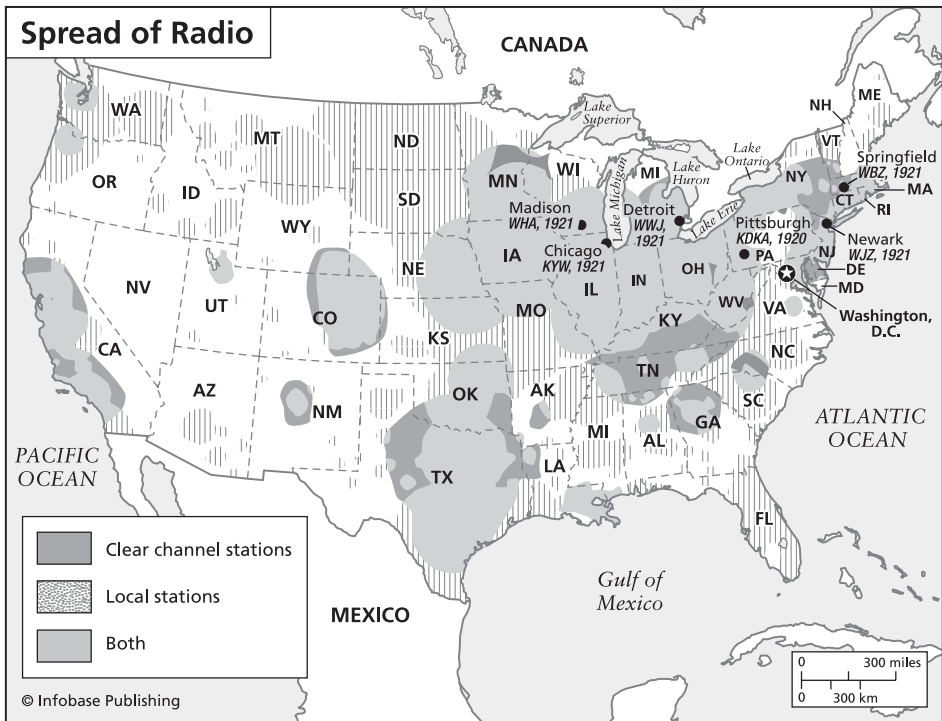 Spread of Radio
CANADA
WA
MT
ND
OR
ID
SD
WY
NE
NV
UT
CO
CA
KS
AZ
NM
OK
TX
MN
WI
MI
IA
MO
IL
IN
OH
KY
TN
WV
VA
NC
SC
GA
AL
MI
AK
LA
FL
PA
NY
VT
NH
ME
MA
RI
CT
NJ
DE
MD
Lake
Superior
Lake Michigan
Lake
Huron
Lake
Ontario
Lake Erie
Madison
WHA, 1921
Chicago
KYW, 1921
Detroit
WWJ,
1921
Pittsburgh
KDKA, 1920
Springfield
WBZ, 1921
Newark
WJZ, 1921
Washington,
D.C.
PACIFIC
OCEAN
ATLANTIC
OCEAN
Gulf of
Mexico
MEXICO
Clear channel stations
Local stations
Both
© Infobase Publishing
0 300 miles
0 300 km